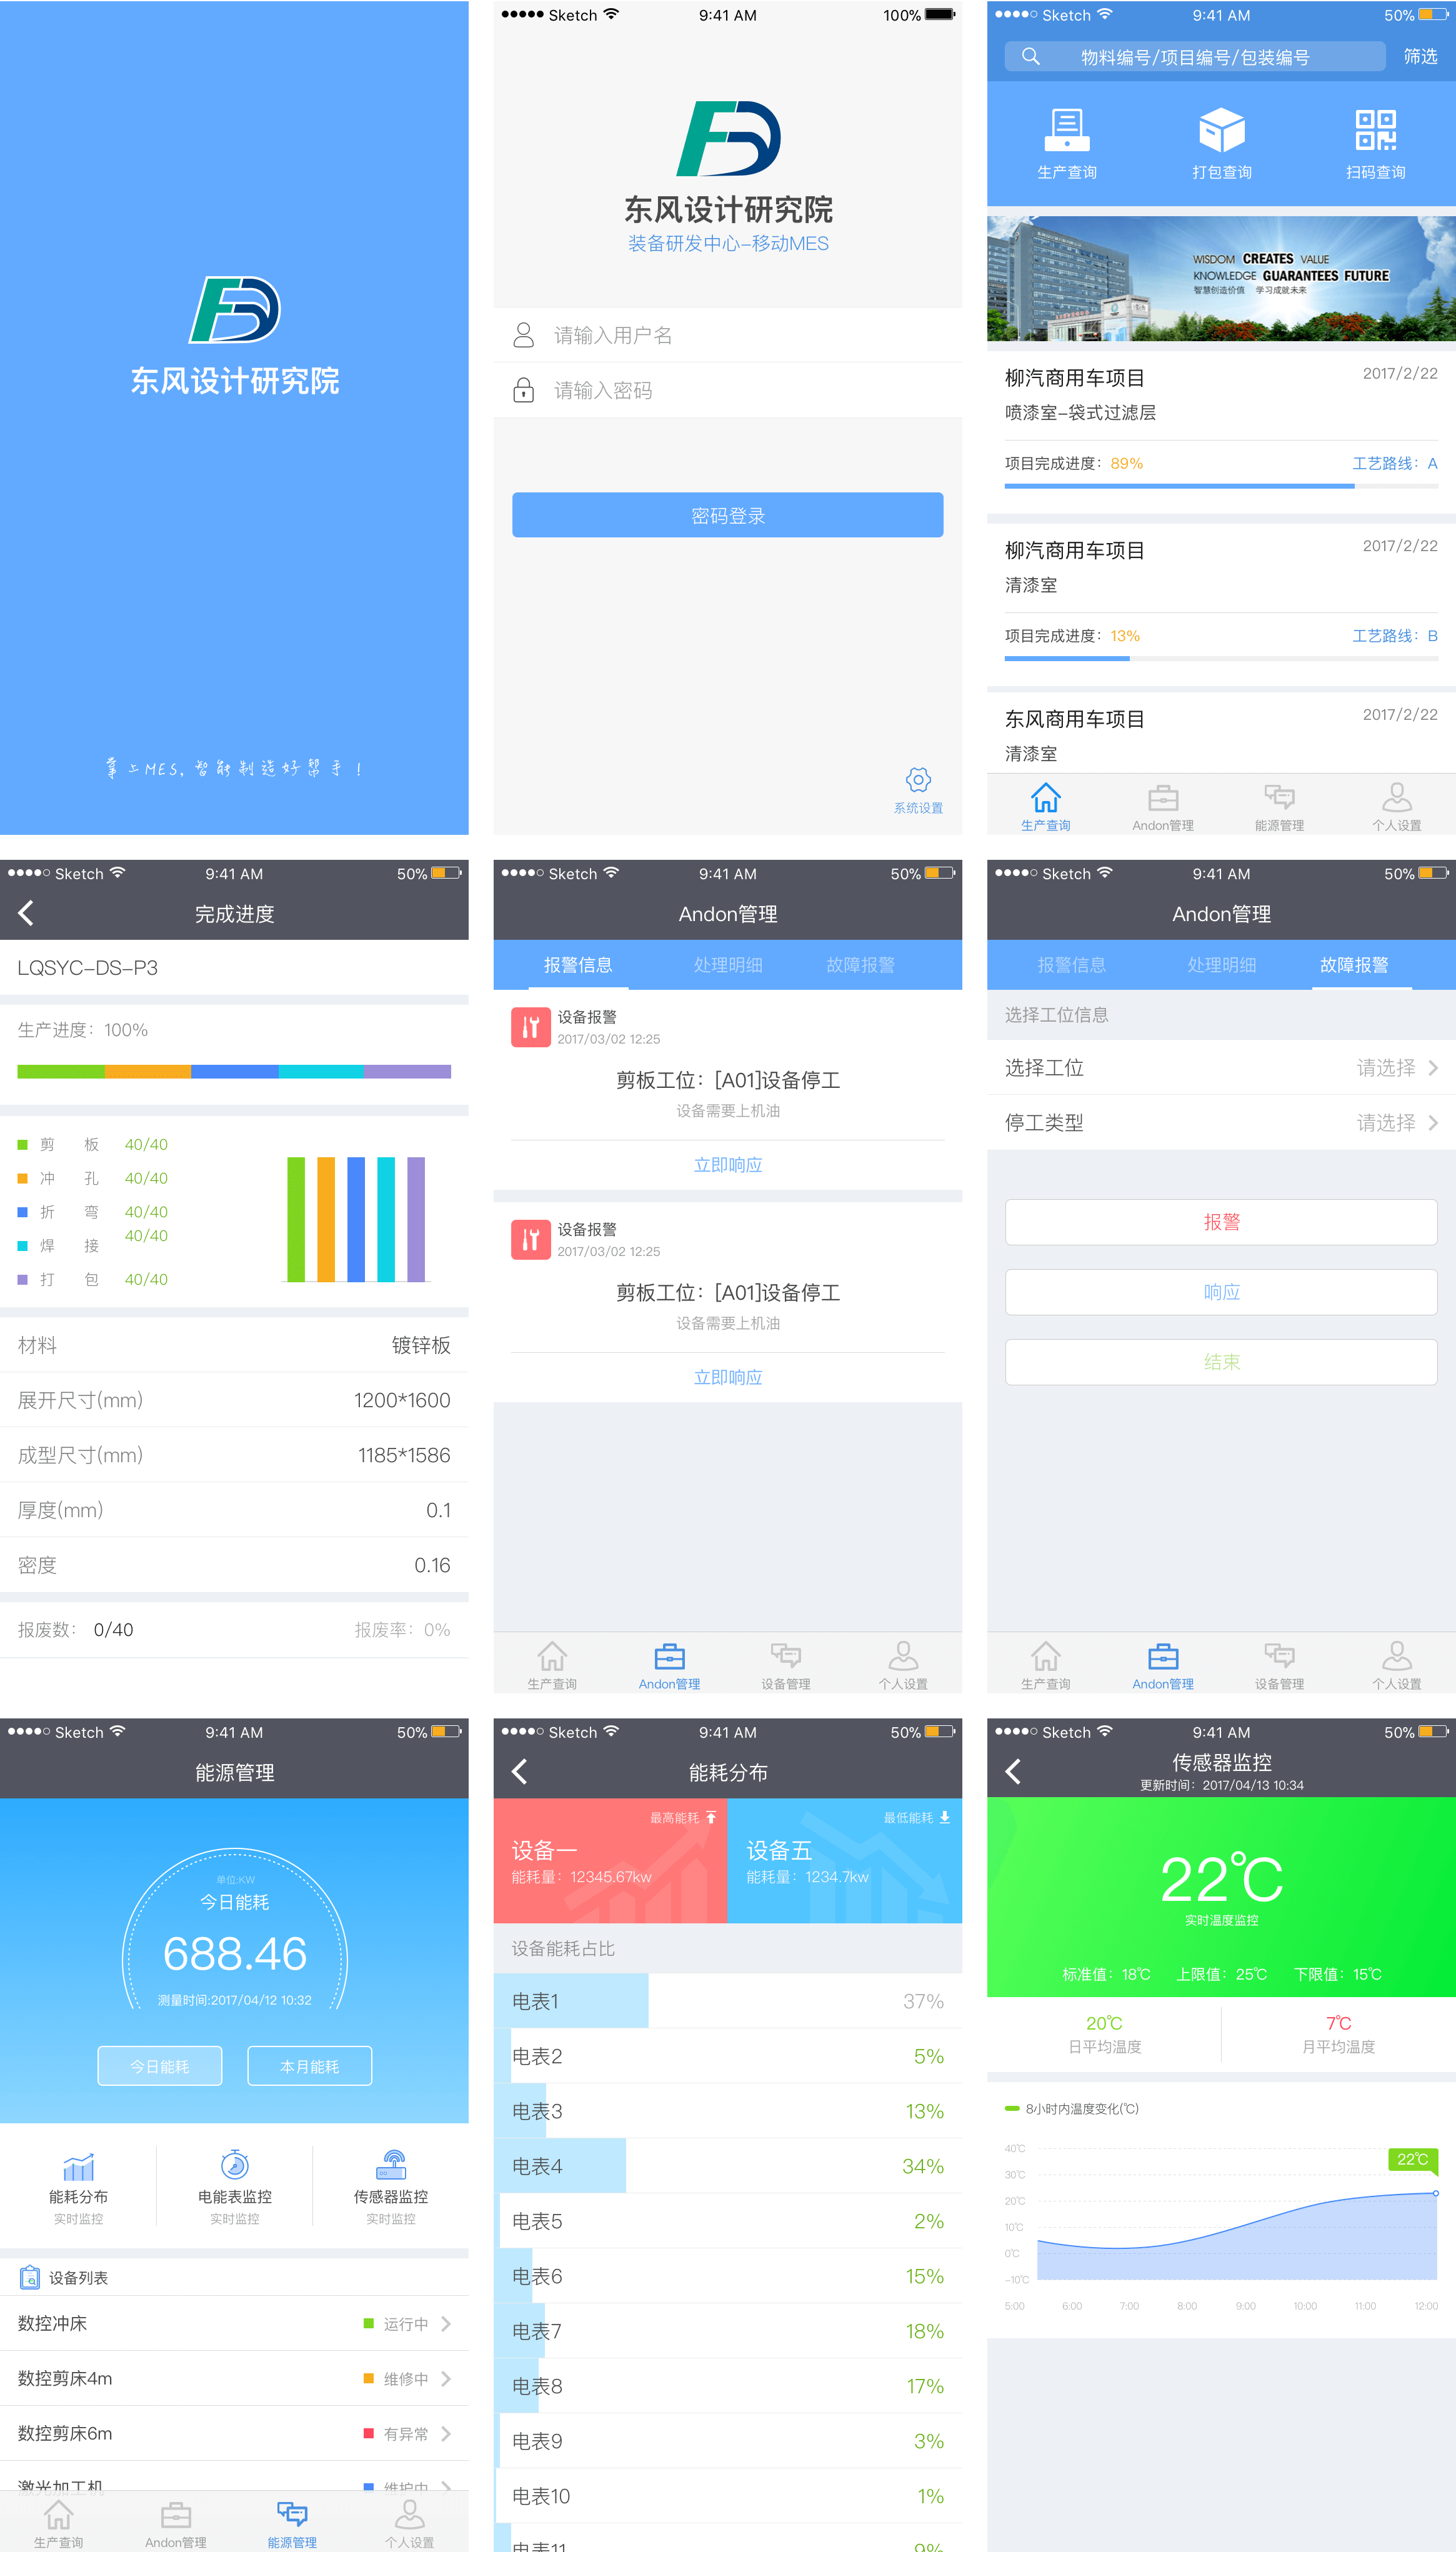 东风设计研究院
掌上MES,智能制造好帮手!
Sketch 9:41 AM 100%
东风设计研究院
装备研发中心-移动MES
请输入用户名
请输入密码
密码登录
系统设置
Sketch 9:41 AM 50%
物料编号/项目编号/包装编号 筛选
生产查询 打包查询 扫码查询
WISDOM CREATES VALUE
KNOWLEDGE GUARANTEES FUTURE
智慧创造价值 学习成就未来
柳汽商用车项目 2017/2/22
喷漆室-袋式过滤层
项目完成进度:89% 工艺路线:A
柳汽商用车项目 2017/2/22
清漆室
项目完成进度:13% 工艺路线:B
东风商用车项目 2017/2/22
清漆室
生产查询 Andon管理 能源管理 个人设置
Sketch 9:41 AM 50%
完成进度
LQSYC-DS-P3
生产进度:100%
剪 板 40/40
冲 孔 40/40
折 弯 40/40
焊 接 40/40
打 包 40/40
材料 镀锌板
展开尺寸(mm) 1200*1600
成型尺寸(mm) 1185*1586
厚度(mm) 0.1
密度 0.16
报废数: 0/40 报废率:0%
Sketch 9:41 AM 50%
Andon管理
报警信息 处理明细 故障报警
设备报警
2017/03/02 12:25
剪板工位:[A01]设备停工
设备需要上机油
立即响应
设备报警
2017/03/02 12:25
剪板工位:[A01]设备停工
设备需要上机油
立即响应
生产查询 Andon管理 设备管理 个人设置
Sketch 9:41 AM 50%
Andon管理
报警信息 处理明细 故障报警
选择工位信息
选择工位 请选择
停工类型 请选择
报警
响应
结束
生产查询 Andon管理 设备管理 个人设置
Sketch 9:41 AM 50%
能源管理
单位:KW
今日能耗
688.46
测量时间:2017/04/12 10:32
今日能耗 本月能耗
能耗分布 电能表监控 传感器监控
实时监控 实时监控 实时监控
设备列表
数控冲床 运行中
数控剪床4m 维修中
数控剪床6m 有异常
激光加工机 维护中
生产查询 Andon管理 能源管理 个人设置
Sketch 9:41 AM 50%
能耗分布
最高能耗 最低能耗
设备一 设备五
能耗量:12345.67kw 能耗量:1234.7kw
设备能耗占比
电表1 37%
电表2 5%
电表3 13%
电表4 34%
电表5 2%
电表6 15%
电表7 18%
电表8 17%
电表9 3%
电表10 1%
电表11 9%
Sketch 9:41 AM 50%
传感器监控
更新时间:2017/04/13 10:34
22℃
实时温度监控
标准值:18℃ 上限值:25℃ 下限值:15℃
20℃ 7℃
日平均温度 月平均温度
8小时内温度变化(℃)
22℃
40℃
30℃
20℃
10℃
0℃
-10℃
5:00 6:00 7:00 8:00 9:00 10:00 11:00 12:00